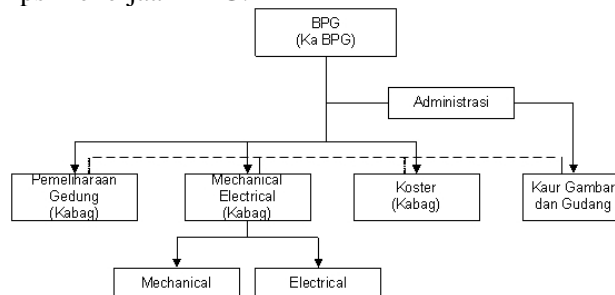 BPG
(Ka BPG)
Administrasi
Pemeliharaan
Gedung
(Kabag)
Mechanical
Electrical
(Kabag)
Koster
(Kabag)
Kaur Gambar
dan Gudang
Mechanical
Electrical